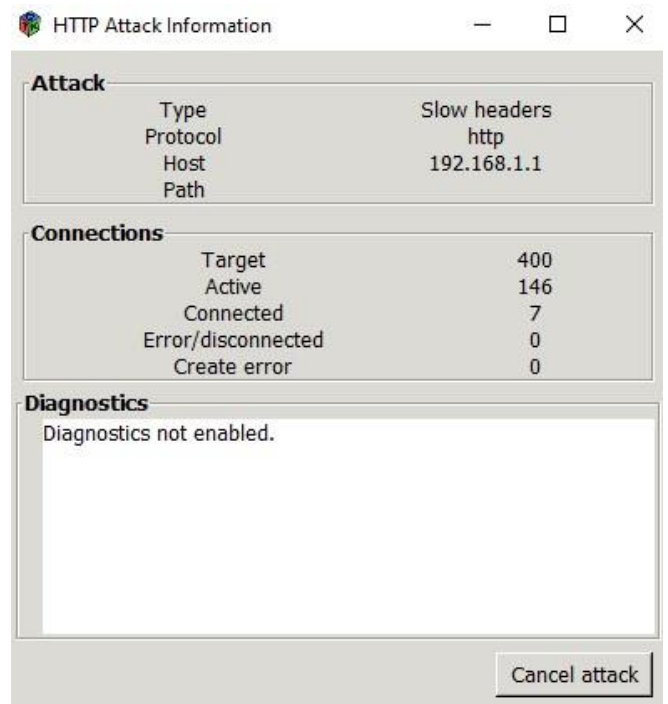 HTTP Attack Information
Attack
Type Slow headers
Protocol http
Host 192.168.1.1
Path
Connections
Target 400
Active 146
Connected 7
Error/disconnected 0
Create error 0
Diagnostics
Diagnostics not enabled.
Cancel attack